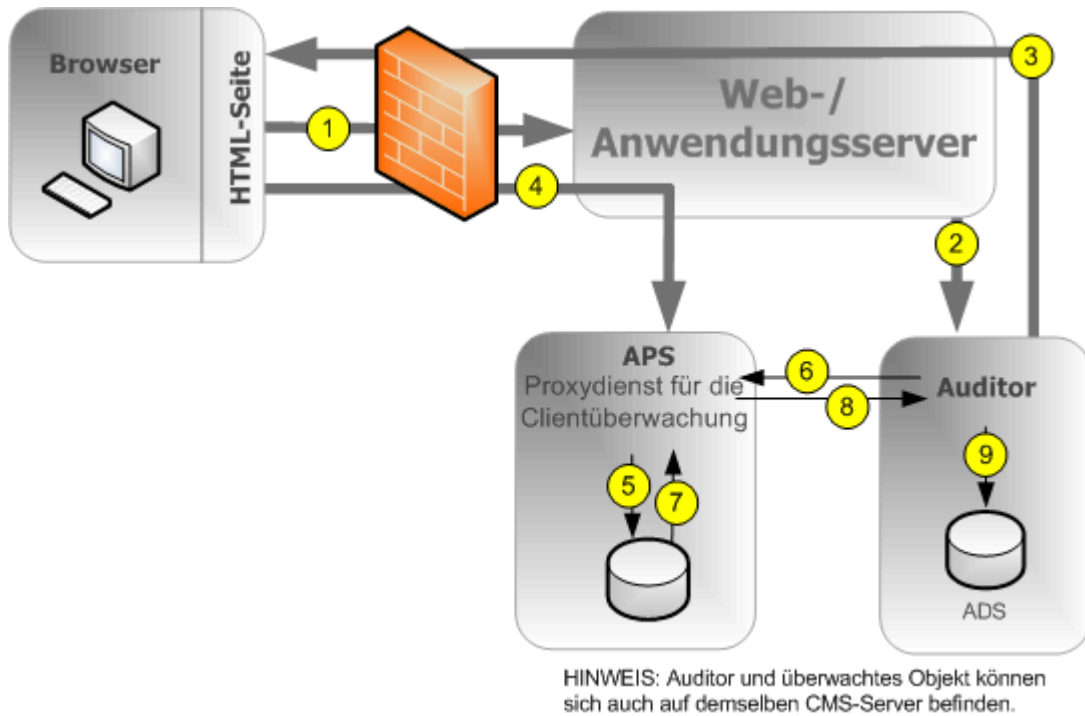 Browser
HTML-Seite
Web-/
Anwendungsserver
1
2
3
4
APS
Proxydienst für die
Clientüberwachung
5
7
6
8
Auditor
9
ADS
HINWEIS: Auditor und überwachtes Objekt können
sich auch auf demselben CMS-Server befinden.